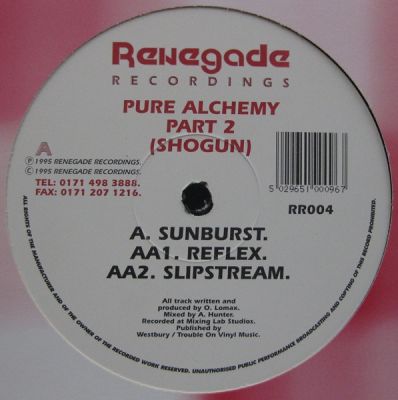 Renegade
RECORDINGS
PURE ALCHEMY
PART 2
(SHOGUN)
A
℗ 1995 RENEGADE RECORDINGS.
© 1995 RENEGADE RECORDINGS.
TEL: 0171 498 3888.
FAX: 0171 207 1216.
5 029651 000967
RR004
A. SUNBURST.
AA1. REFLEX.
AA2. SLIPSTREAM.
All track written and
produced by O. Lomax.
Mixed by A. Hunter.
Recorded at Mixing Lab Studiox.
Published by
Westbury / Trouble On Vinyl Music.
ALL RIGHTS OF THE MANUFACTURER AND OF THE OWNER OF THE RECORDED WORK RESERVED. UNAUTHORISED PUBLIC PERFORMANCE BROADCASTING AND COPYING OF THIS RECORD PROHIBITED.